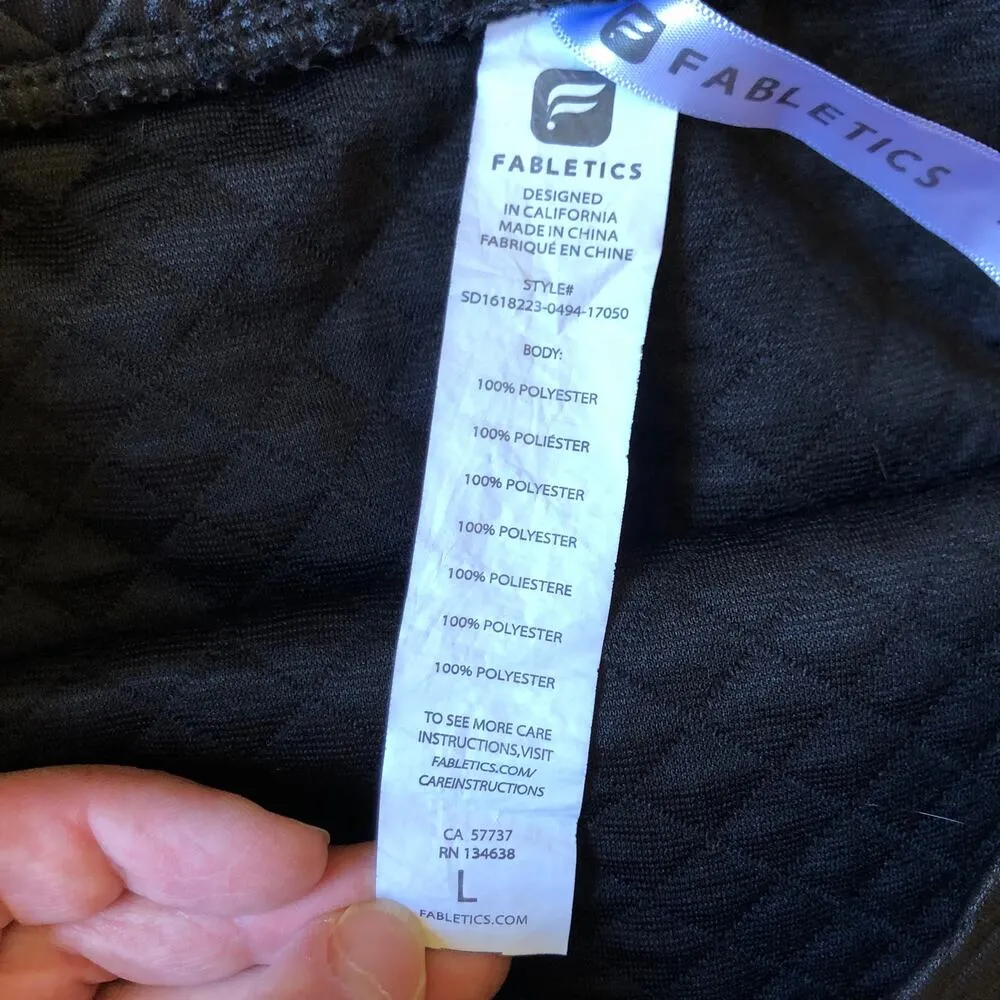 FABLETICS
FABLETICS
DESIGNED
IN CALIFORNIA
MADE IN CHINA
FABRIQUÉ EN CHINE
STYLE#
SD1618223-0494-17050
BODY:
100% POLYESTER
100% POLIÉSTER
100% POLYESTER
100% POLYESTER
100% POLIESTERE
100% POLYESTER
100% POLYESTER
TO SEE MORE CARE
INSTRUCTIONS,VISIT
FABLETICS.COM/
CAREINSTRUCTIONS
CA 57737
RN 134638
L
FABLETICS.COM